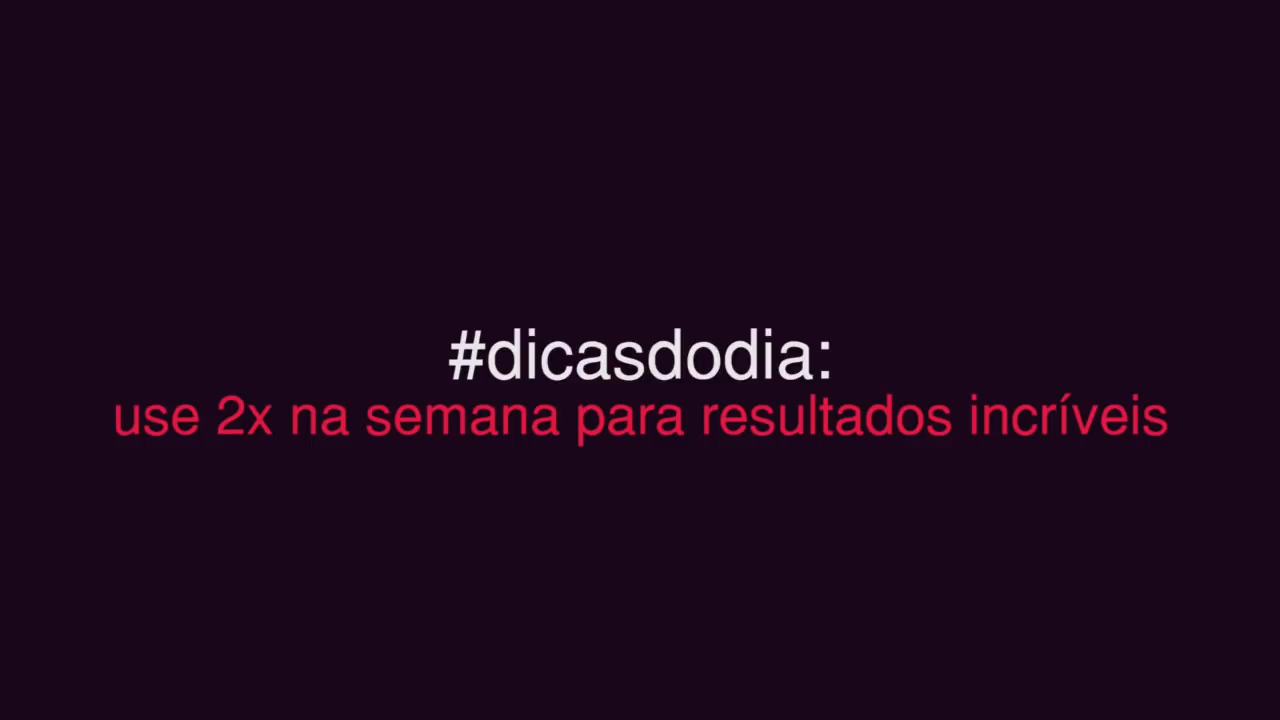 #dicasdodia:
use 2x na semana para resultados incríveis